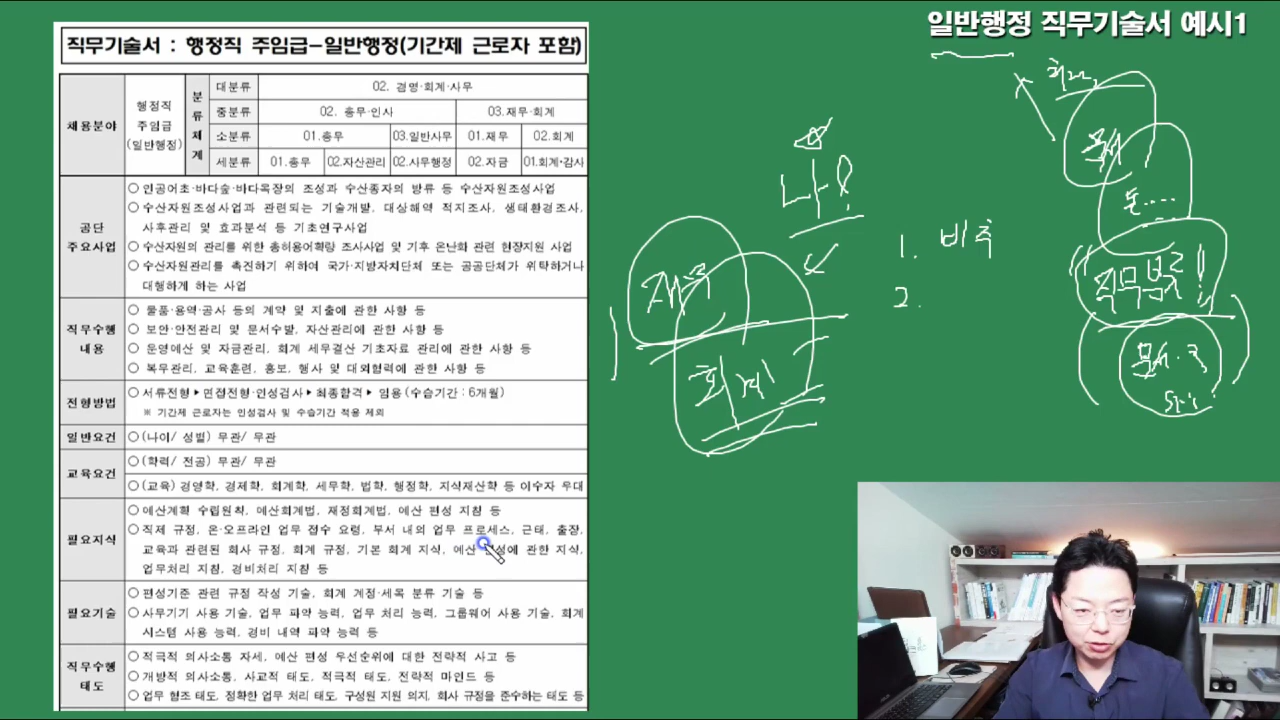 일반행정 직무기술서 예시1
직무기술서 : 행정직 주임급-일반행정(기간제 근로자 포함)
채용분야
행정직
주임급
(일반행정)
분류체계
대분류 02. 경영·회계·사무
중분류 02. 총무·인사 03.재무·회계
소분류 01.총무 03.일반사무 01.재무 02.회계
세분류 01.총무 02.자산관리 02.사무행정 02.자금 01.회계·감사
공단
주요사업
○ 인공어초·바다숲·바다목장의 조성과 수산종자의 방류 등 수산자원조성사업
○ 수산자원조성사업과 관련되는 기술개발, 대상해역 적지조사, 생태환경조사,
사후관리 및 효과분석 등 기초연구사업
○ 수산자원의 관리를 위한 총허용어획량 조사사업 및 기후 온난화 관련 현장지원 사업
○ 수산자원관리를 촉진하기 위하여 국가·지방자치단체 또는 공공단체가 위탁하거나
대행하게 하는 사업
직무수행
내용
○ 물품·용역·공사 등의 계약 및 지출에 관한 사항 등
○ 보안·안전관리 및 문서수발, 자산관리에 관한 사항 등
○ 운영예산 및 자금관리, 회계 세무결산 기초자료 관리에 관한 사항 등
○ 복무관리, 교육훈련, 홍보, 행사 및 대외협력에 관한 사항 등
전형방법
○ 서류전형▶면접전형·인성검사▶최종합격▶ 임용(수습기간 : 6개월)
※ 기간제 근로자는 인성검사 및 수습기간 적용 제외
일반요건
○ (나이/ 성별) 무관/ 무관
교육요건
○ (학력/ 전공) 무관/ 무관
○ (교육) 경영학, 경제학, 회계학, 세무학, 법학, 행정학, 지식재산학 등 이수자 우대
필요지식
○ 예산계획 수립원칙, 예산회계법, 재정회계법, 예산 편성 지침 등
○ 직제 규정, 온·오프라인 업무 접수 요령, 부서 내의 업무 프로세스, 근태, 출장,
교육과 관련된 회사 규정, 회계 규정, 기본 회계 지식, 예산 편성에 관한 지식,
업무처리 지침, 경비처리 지침 등
필요기술
○ 편성기준 관련 규정 작성 기술, 회계 계정·세목 분류 기술 등
○ 사무기기 사용 기술, 업무 파악 능력, 업무 처리 능력, 그룹웨어 사용 기술, 회계
시스템 사용 능력, 경비 내역 파악 능력 등
직무수행
태도
○ 적극적 의사소통 자세, 예산 편성 우선순위에 대한 전략적 사고 등
○ 개방적 의사소통, 사교적 태도, 적극적 태도, 전략적 마인드 등
○ 업무 협조 태도, 정확한 업무 처리 태도, 구성원 지원 의지, 회사 규정을 준수하는 태도 등
나!
재무
회계
1. 비주
2.
돈....
직무분석!